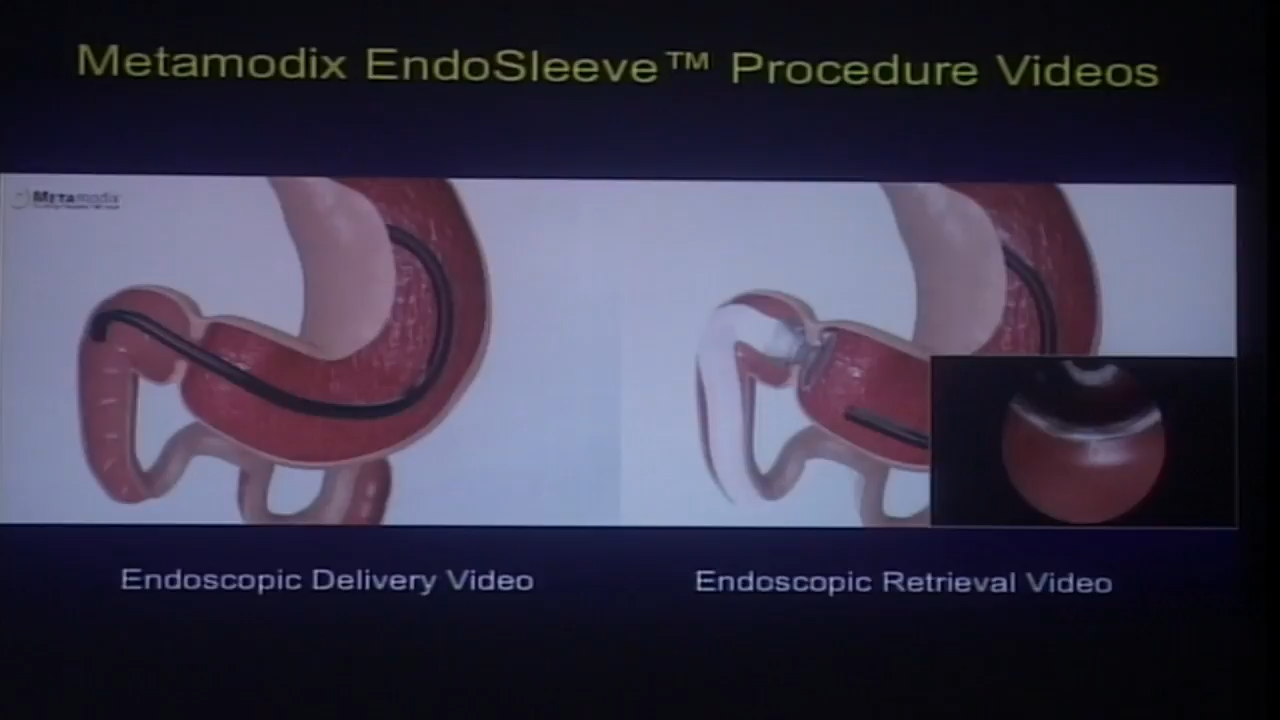 Metamodix EndoSleeve™ Procedure Videos
Metamodix
Endoscopic Delivery Video
Endoscopic Retrieval Video